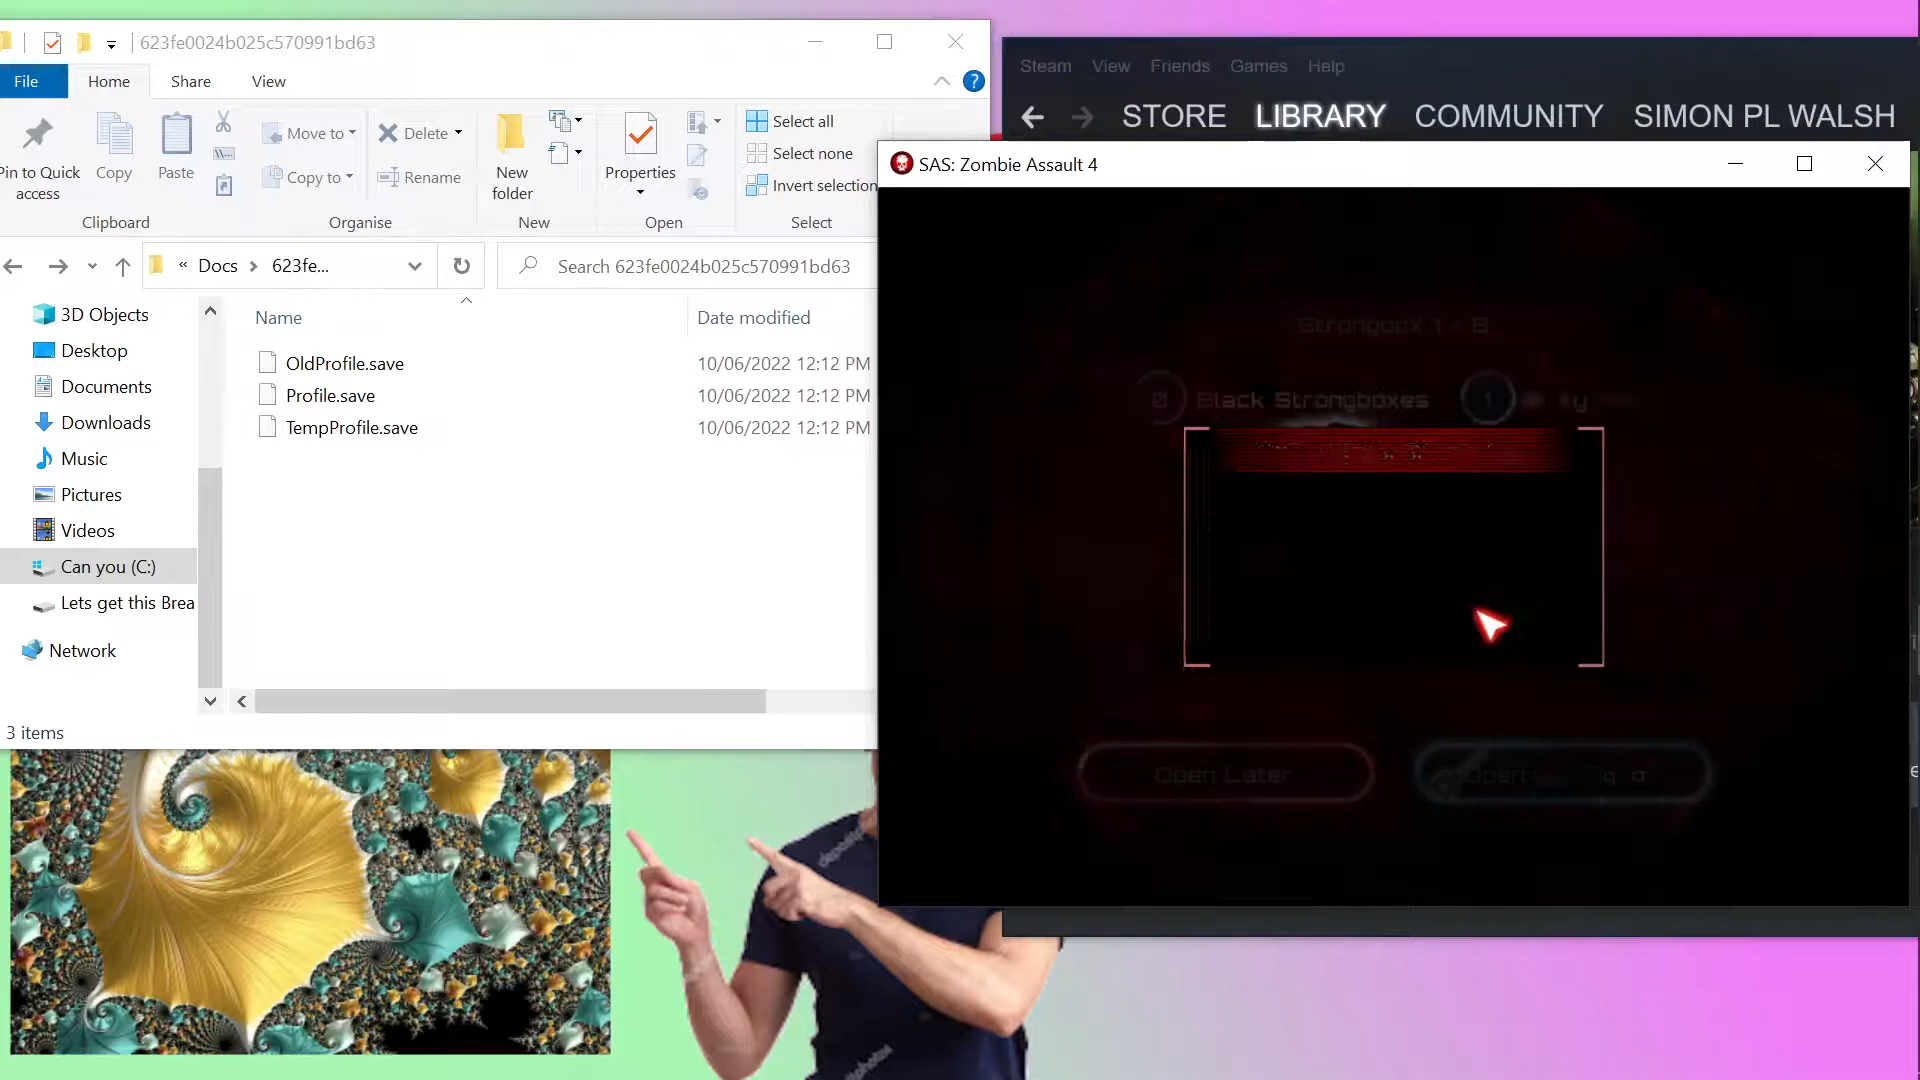 623fe0024b025c570991bd63
File
Home
Share
View
?
Pin to Quick access
Copy
Paste
Clipboard
Move to
Copy to
Delete
Rename
Organise
New folder
New
Properties
Open
Select all
Select none
Invert selection
Select
« Docs > 623fe...
Search 623fe0024b025c570991bd63
3D Objects
Desktop
Documents
Downloads
Music
Pictures
Videos
Can you (C:)
Lets get this Brea
Network
Name
Date modified
OldProfile.save
10/06/2022 12:12 PM
Profile.save
10/06/2022 12:12 PM
TempProfile.save
10/06/2022 12:12 PM
3 items
Steam
View
Friends
Games
Help
STORE
LIBRARY
COMMUNITY
SIMON PL WALSH
SAS: Zombie Assault 4
0 Black Strongboxes
1
Open Later